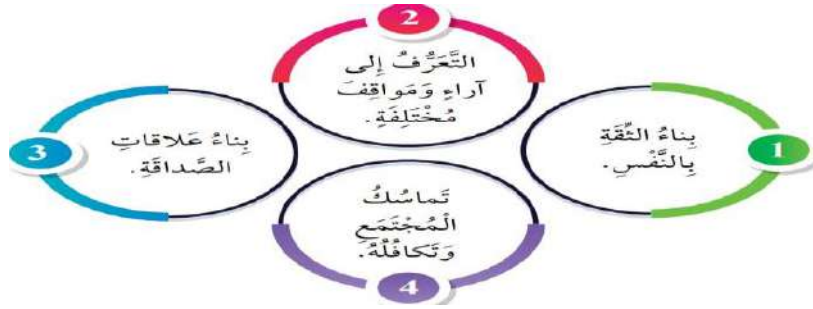 1
بِناءُ الثِّقَةِ
بِالنَّفْسِ.
2
التَّعَرُّفُ إِلى
آراءٍ وَمَواقِفَ
مُخْتَلِفَةٍ.
3
بِناءُ عَلاقاتِ
الصَّداقَةِ.
4
تَماسُكُ
الْمُجْتَمَعِ
وَتَكافُلُهُ.